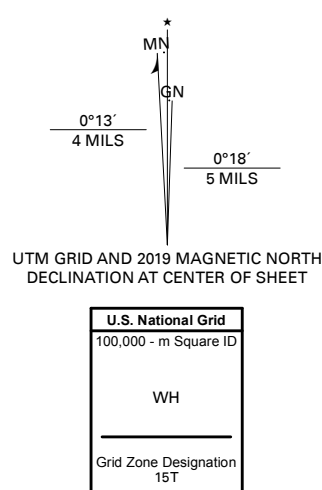 ★
MN
GN
0°13´
4 MILS
0°18´
5 MILS
UTM GRID AND 2019 MAGNETIC NORTH
DECLINATION AT CENTER OF SHEET
U.S. National Grid
100,000 - m Square ID
WH
Grid Zone Designation
15T